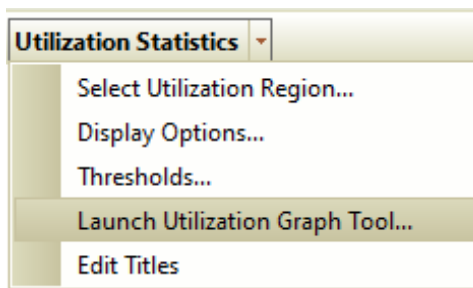 Utilization Statistics
Select Utilization Region...
Display Options...
Thresholds...
Launch Utilization Graph Tool...
Edit Titles